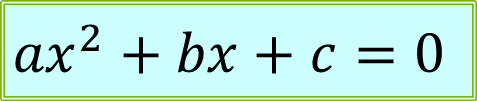 ax² + bx + c = 0